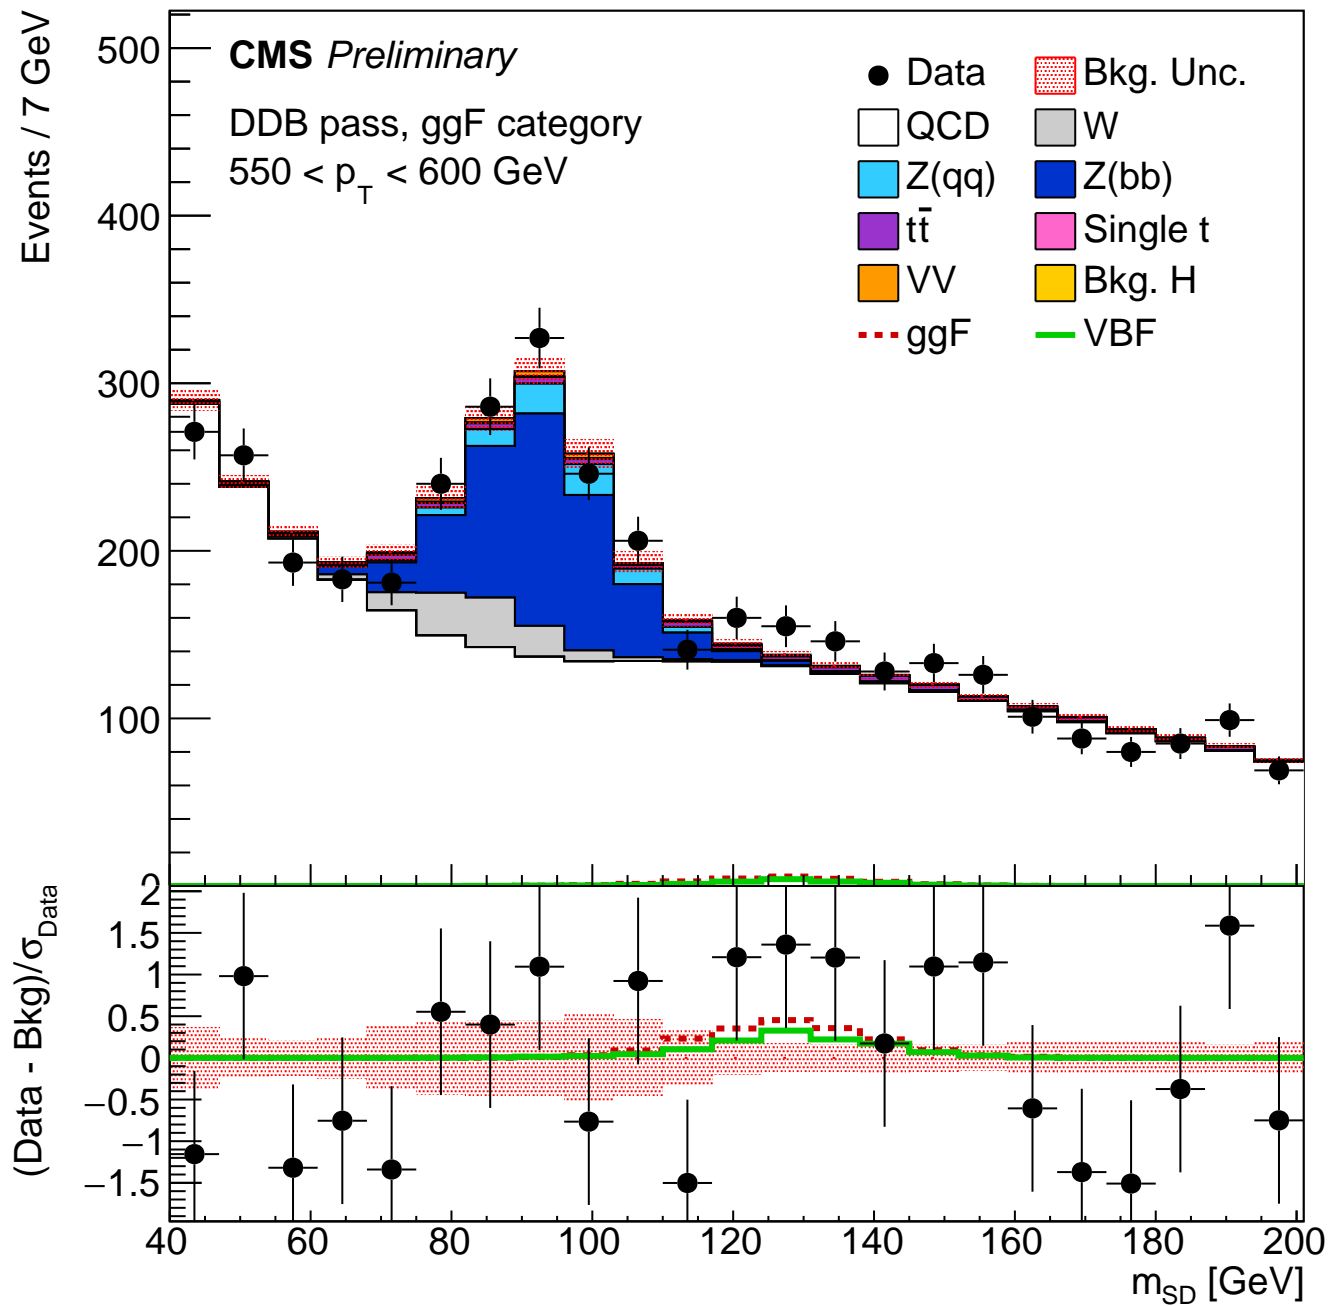 CMS Preliminary
DDB pass, ggF category
550 < p_T < 600 GeV
Data
Bkg. Unc.
QCD
W
Z(qq)
Z(bb)
tt̄
Single t
VV
Bkg. H
ggF
VBF
Events / 7 GeV
500
400
300
200
100
0
(Data - Bkg)/σ_Data
2
1.5
1
0.5
0
−0.5
−1
−1.5
40 60 80 100 120 140 160 180 200
m_SD [GeV]